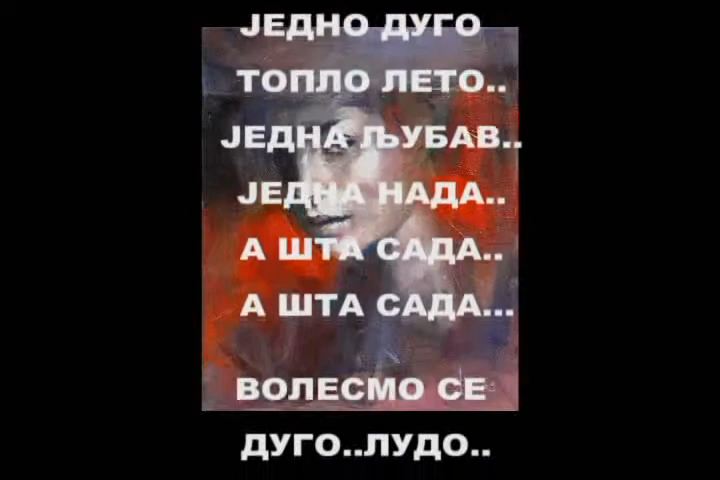 ЈЕДНО ДУГО
ТОПЛО ЛЕТО..
ЈЕДНА ЉУБАВ..
ЈЕДНА НАДА..
А ШТА САДА..
А ШТА САДА...
ВОЛЕСМО СЕ
ДУГО..ЛУДО..